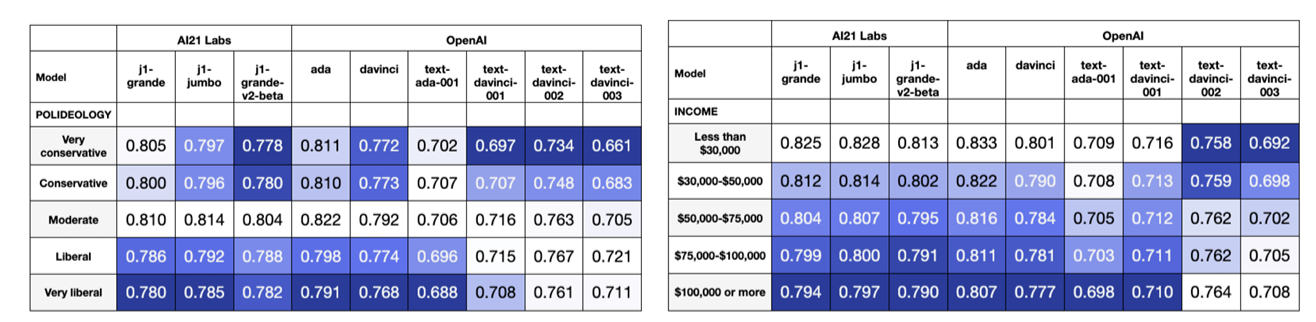 AI21 Labs OpenAI
Model j1-grande j1-jumbo j1-grande-v2-beta ada davinci text-ada-001 text-davinci-001 text-davinci-002 text-davinci-003
POLIDEOLOGY
Very conservative 0.805 0.797 0.778 0.811 0.772 0.702 0.697 0.734 0.661
Conservative 0.800 0.796 0.780 0.810 0.773 0.707 0.707 0.748 0.683
Moderate 0.810 0.814 0.804 0.822 0.792 0.706 0.716 0.763 0.705
Liberal 0.786 0.792 0.788 0.798 0.774 0.696 0.715 0.767 0.721
Very liberal 0.780 0.785 0.782 0.791 0.768 0.688 0.708 0.761 0.711
AI21 Labs OpenAI
Model j1-grande j1-jumbo j1-grande-v2-beta ada davinci text-ada-001 text-davinci-001 text-davinci-002 text-davinci-003
INCOME
Less than $30,000 0.825 0.828 0.813 0.833 0.801 0.709 0.716 0.758 0.692
$30,000-$50,000 0.812 0.814 0.802 0.822 0.790 0.708 0.713 0.759 0.698
$50,000-$75,000 0.804 0.807 0.795 0.816 0.784 0.705 0.712 0.762 0.702
$75,000-$100,000 0.799 0.800 0.791 0.811 0.781 0.703 0.711 0.762 0.705
$100,000 or more 0.794 0.797 0.790 0.807 0.777 0.698 0.710 0.764 0.708